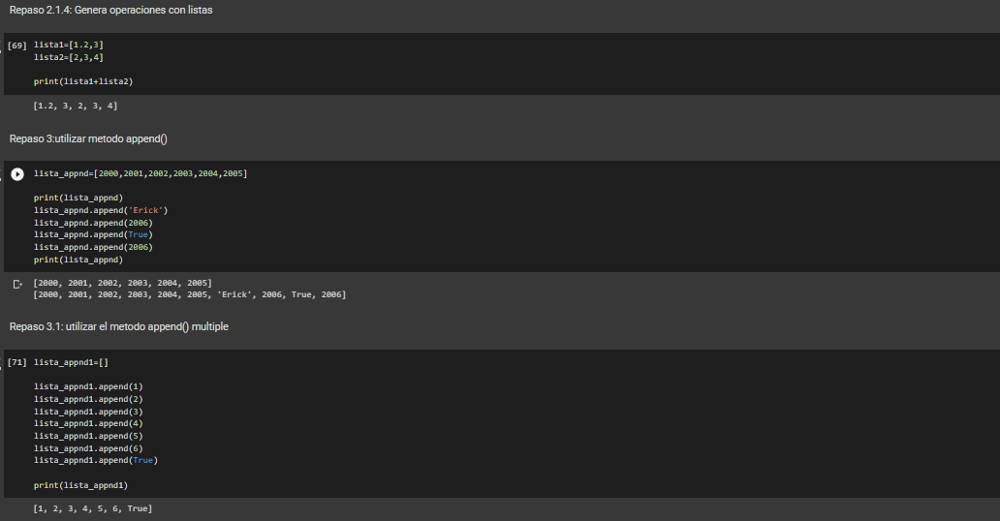 Repaso 2.1.4: Genera operaciones con listas
[69] lista1=[1.2,3]
lista2=[2,3,4]
print(lista1+lista2)
[1.2, 3, 2, 3, 4]
Repaso 3:utilizar metodo append()
lista_appnd=[2000,2001,2002,2003,2004,2005]
print(lista_appnd)
lista_appnd.append('Erick')
lista_appnd.append(2006)
lista_appnd.append(True)
lista_appnd.append(2006)
print(lista_appnd)
[2000, 2001, 2002, 2003, 2004, 2005]
[2000, 2001, 2002, 2003, 2004, 2005, 'Erick', 2006, True, 2006]
Repaso 3.1: utilizar el metodo append() multiple
[71] lista_appnd1=[]
lista_appnd1.append(1)
lista_appnd1.append(2)
lista_appnd1.append(3)
lista_appnd1.append(4)
lista_appnd1.append(5)
lista_appnd1.append(6)
lista_appnd1.append(True)
print(lista_appnd1)
[1, 2, 3, 4, 5, 6, True]